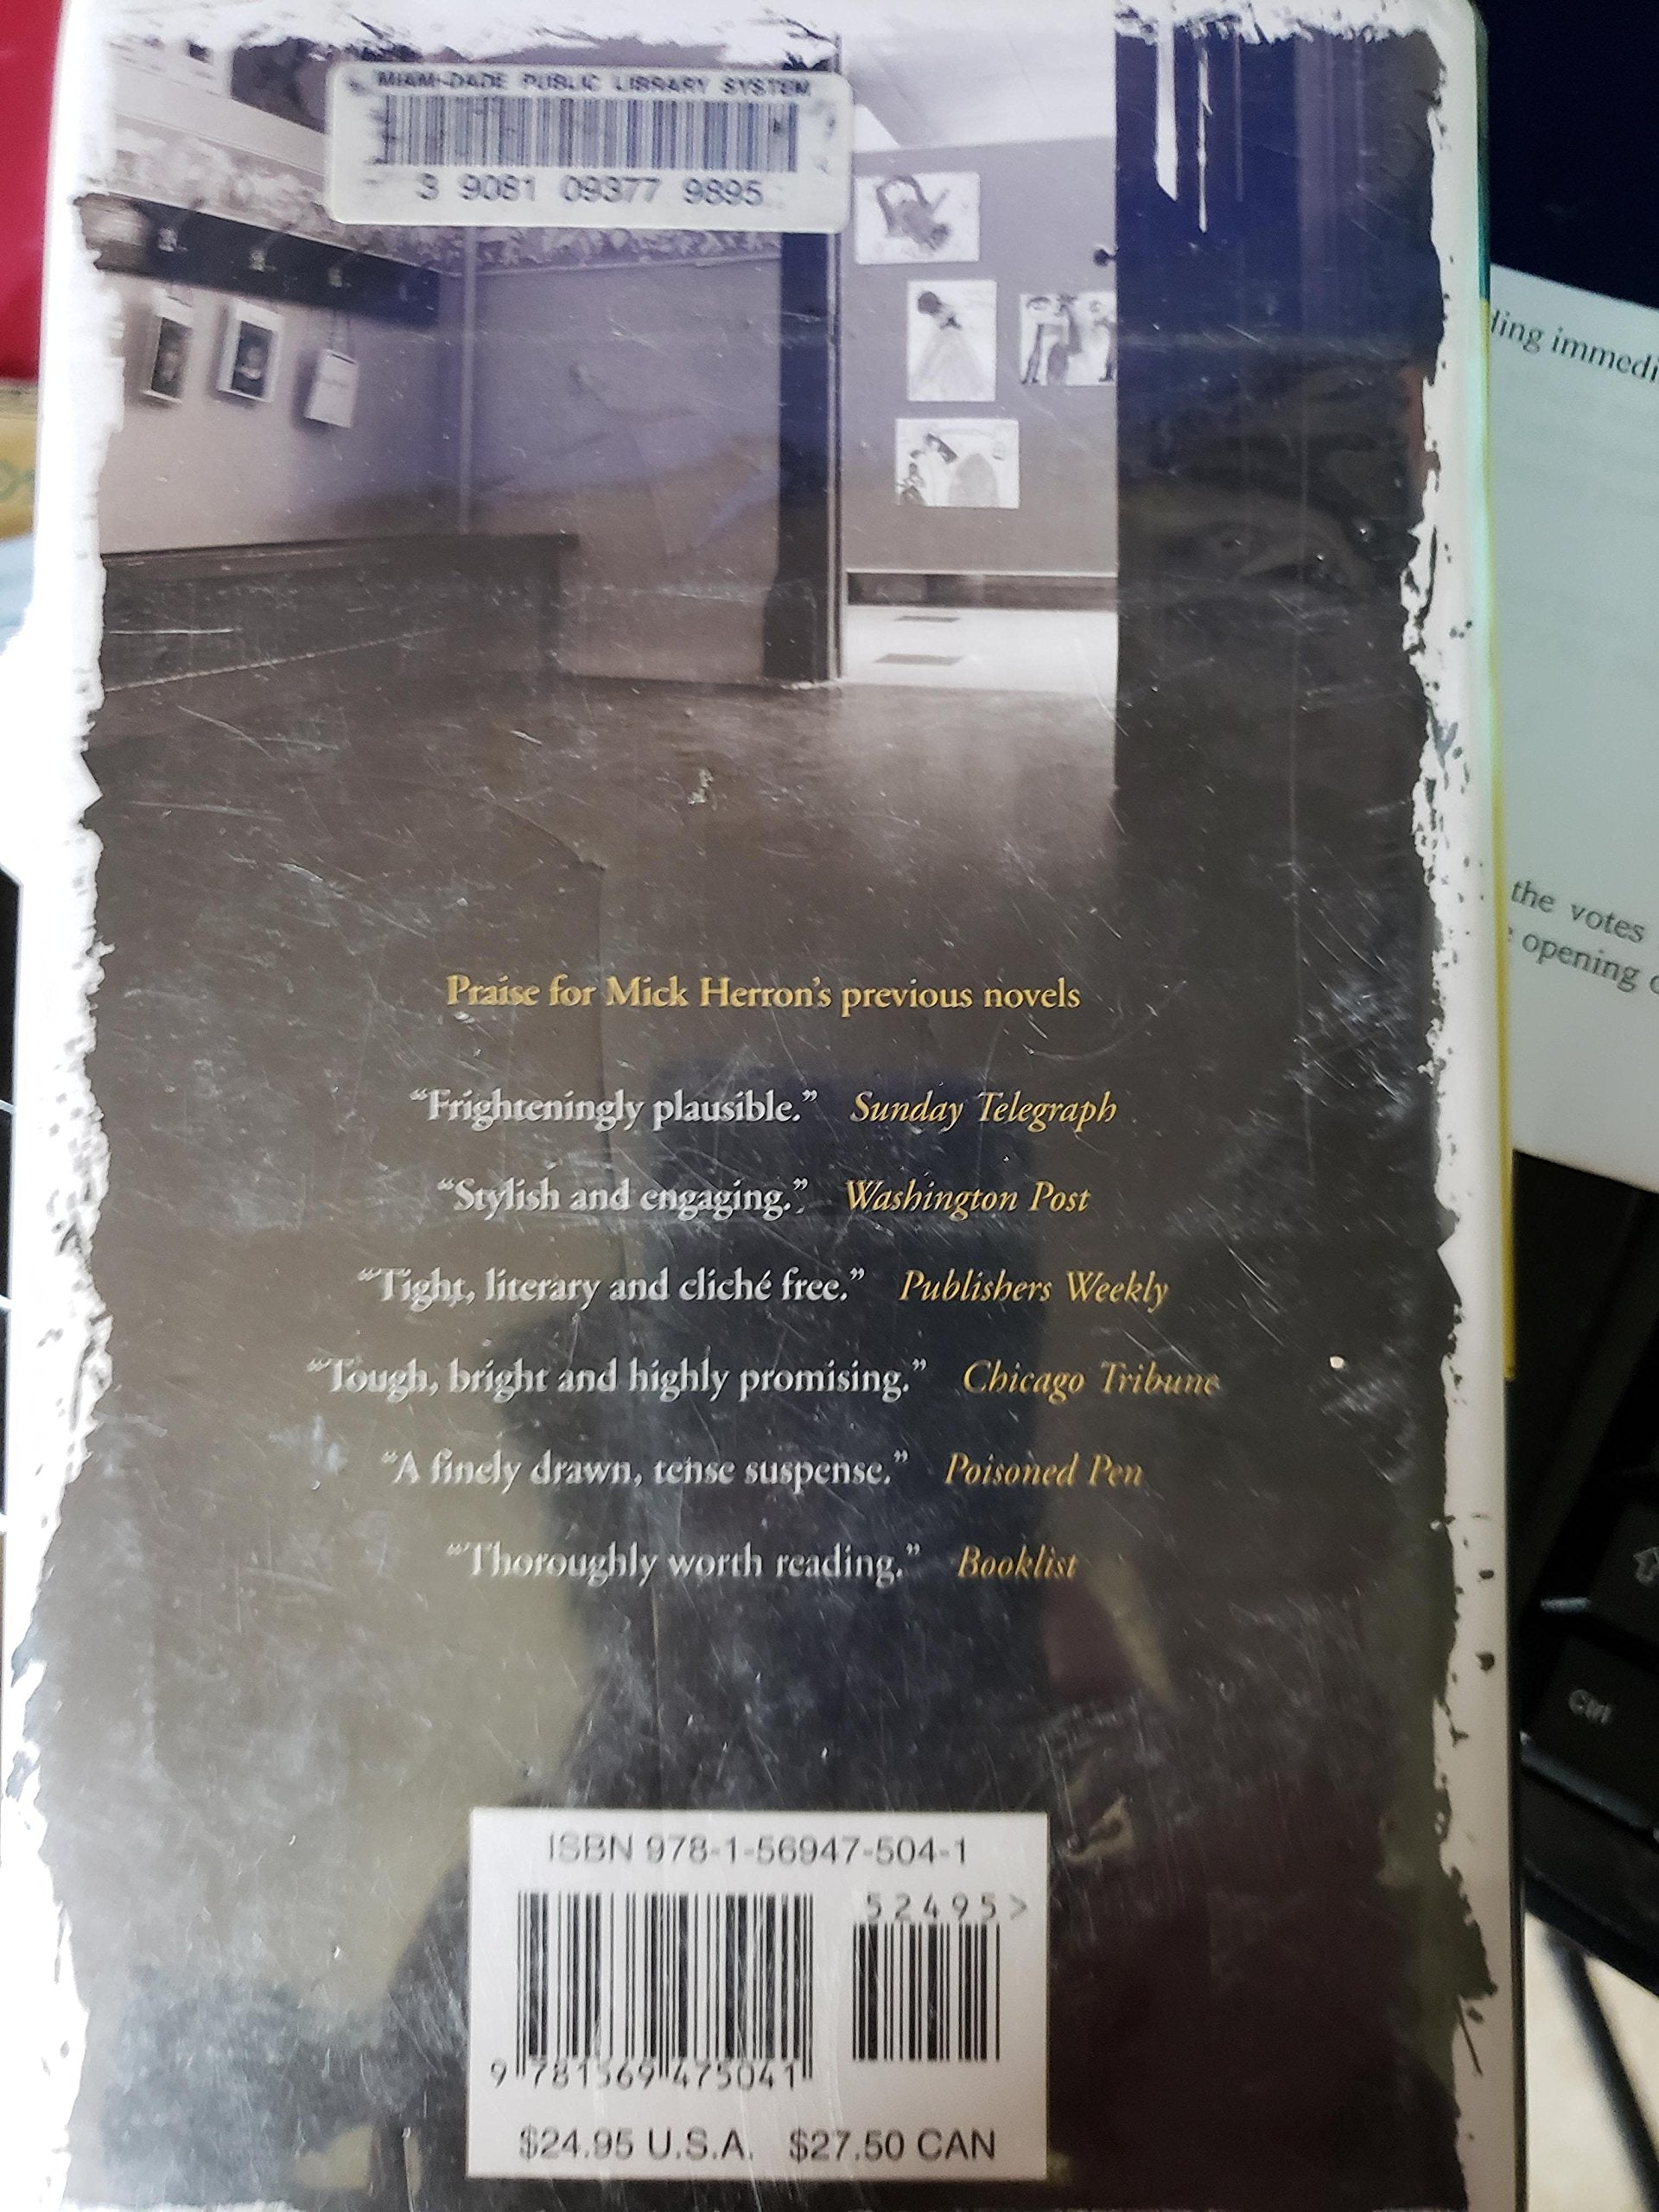 MIAMI-DADE PUBLIC LIBRARY SYSTEM
3 9081 09377 9895
ding immedi
the votes
opening
Praise for Mick Herron's previous novels
“Frighteningly plausible.” Sunday Telegraph
“Stylish and engaging.” Washington Post
“Tight, literary and cliché free.” Publishers Weekly
“Tough, bright and highly promising.” Chicago Tribune
“A finely drawn, tense suspense.” Poisoned Pen
“Thoroughly worth reading.” Booklist
Ctrl
ISBN 978-1-56947-504-1
52495>
9 781569 475041
$24.95 U.S.A. $27.50 CAN